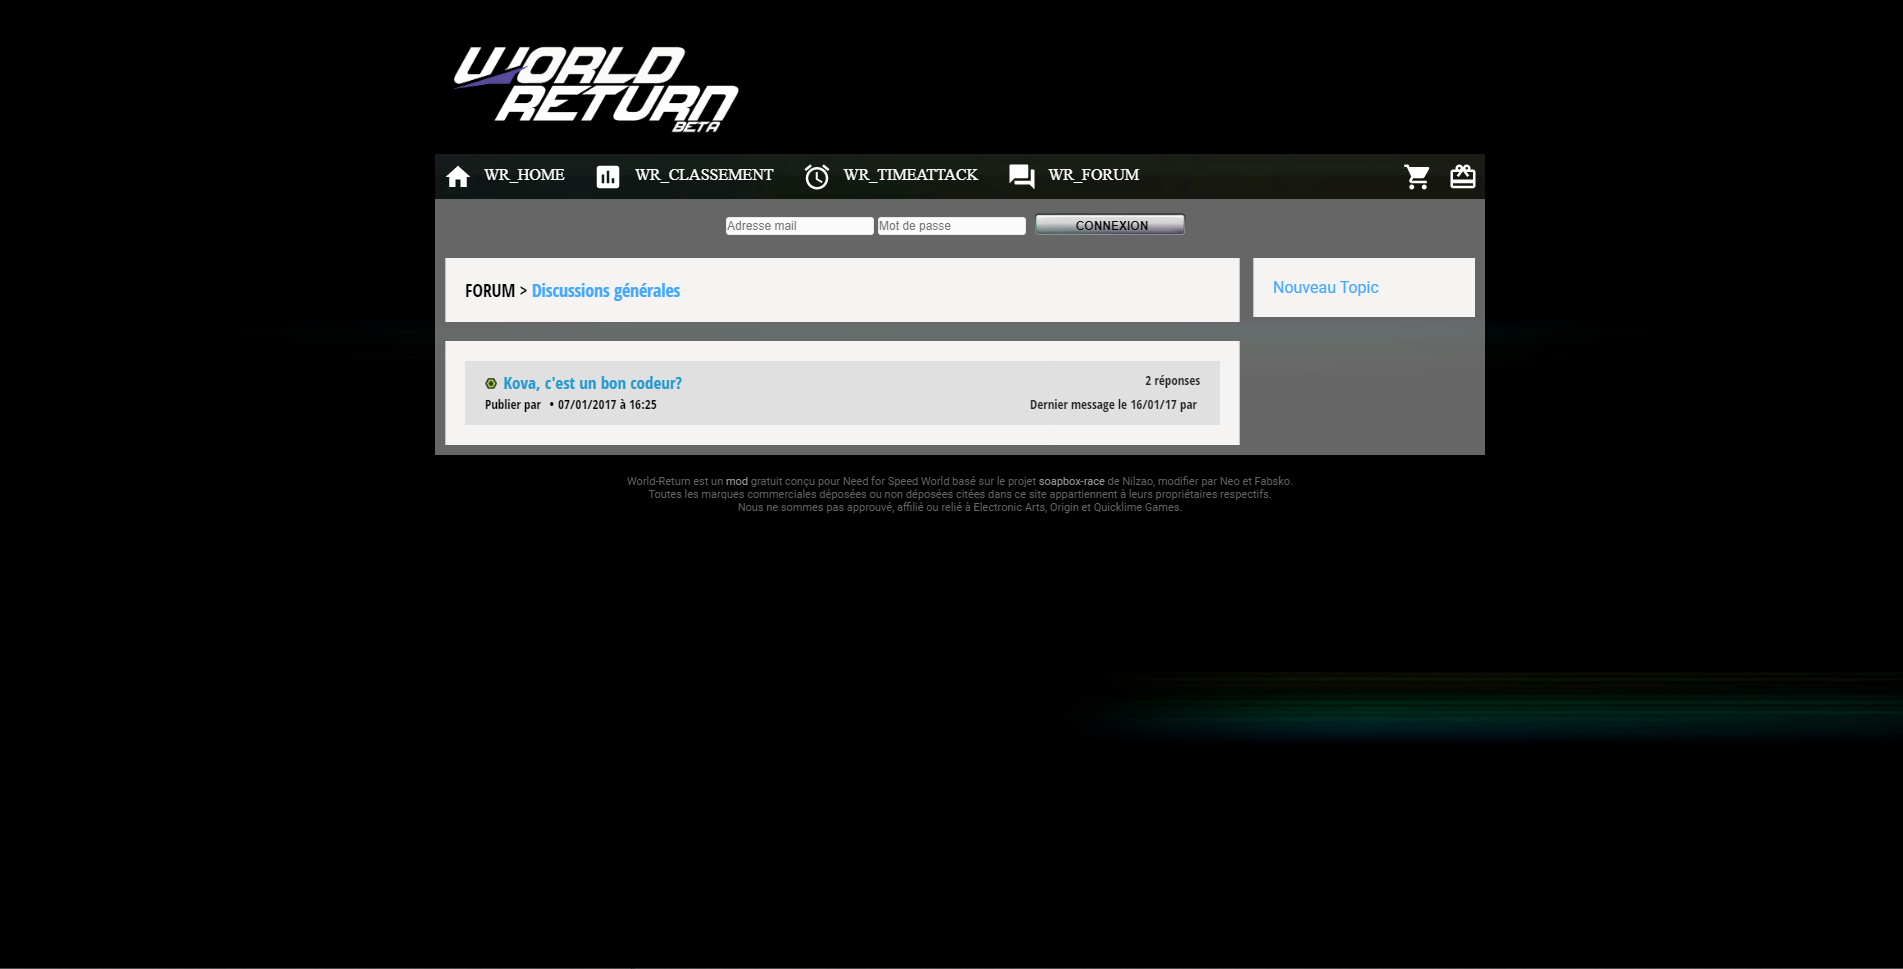 WORLD
RETURN
BETA
WR_HOME WR_CLASSEMENT WR_TIMEATTACK WR_FORUM
Adresse mail Mot de passe CONNEXION
FORUM > Discussions générales
Nouveau Topic
Kova, c'est un bon codeur? 2 réponses
Publier par • 07/01/2017 à 16:25 Dernier message le 16/01/17 par
World-Return est un mod gratuit conçu pour Need for Speed World basé sur le projet soapbox-race de Nilzao, modifier par Neo et Fabsko.
Toutes les marques commerciales déposées ou non déposées citées dans ce site appartiennent à leurs propriétaires respectifs.
Nous ne sommes pas approuvé, affilié ou relié à Electronic Arts, Origin et Quicklime Games.